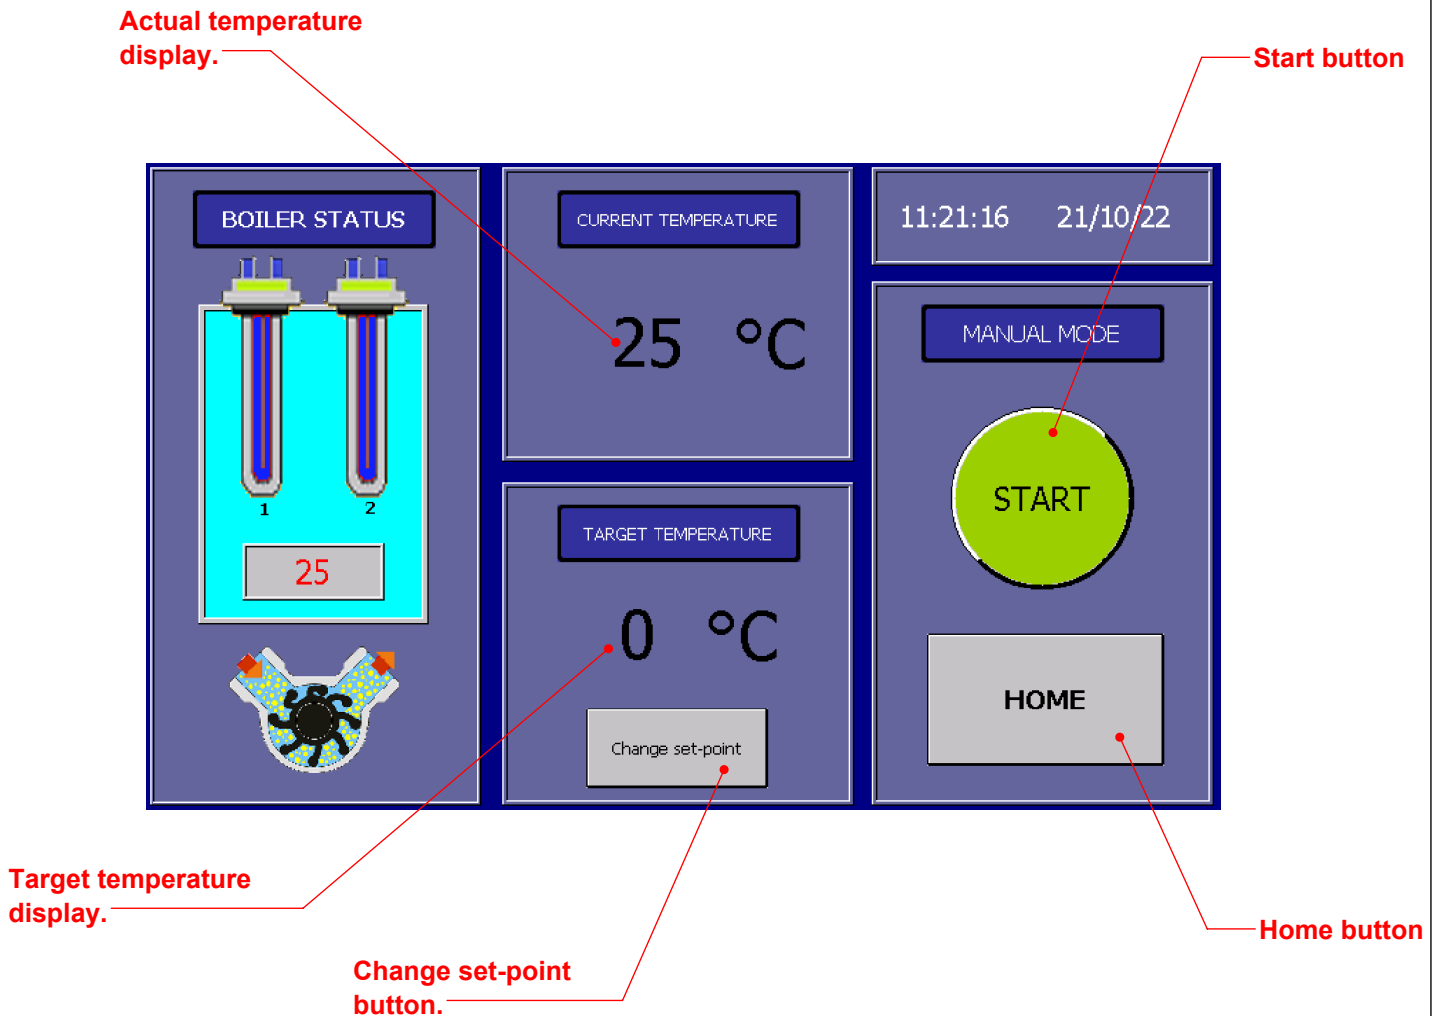 Actual temperature
display.
Start button
BOILER STATUS
CURRENT TEMPERATURE
11:21:16 21/10/22
25 °C
MANUAL MODE
START
1 2
TARGET TEMPERATURE
25
0 °C
HOME
Change set-point
Target temperature
display.
Home button
Change set-point
button.